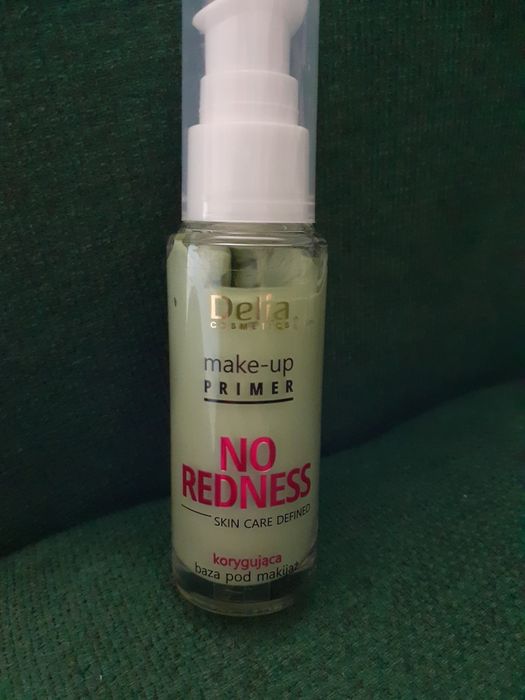 Delia
COSMETICS
make-up
PRIMER
NO
REDNESS
SKIN CARE DEFINED
korygująca
baza pod makijaż